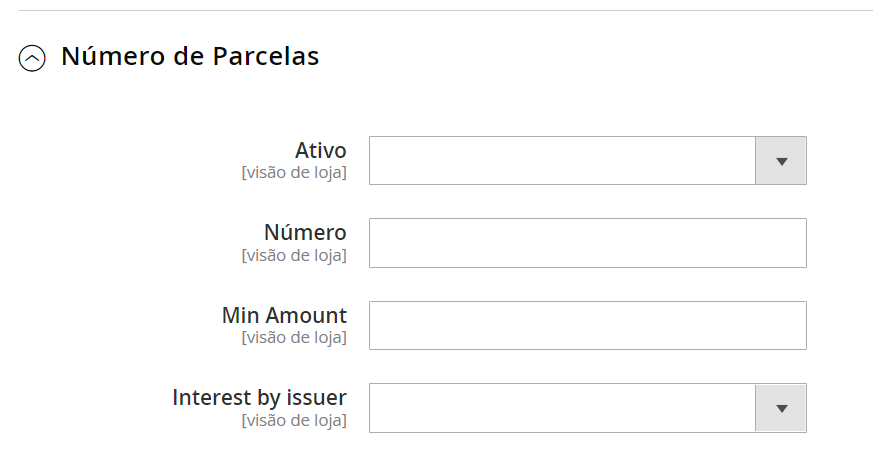 Número de Parcelas
Ativo
[visão de loja]
Número
[visão de loja]
Min Amount
[visão de loja]
Interest by issuer
[visão de loja]